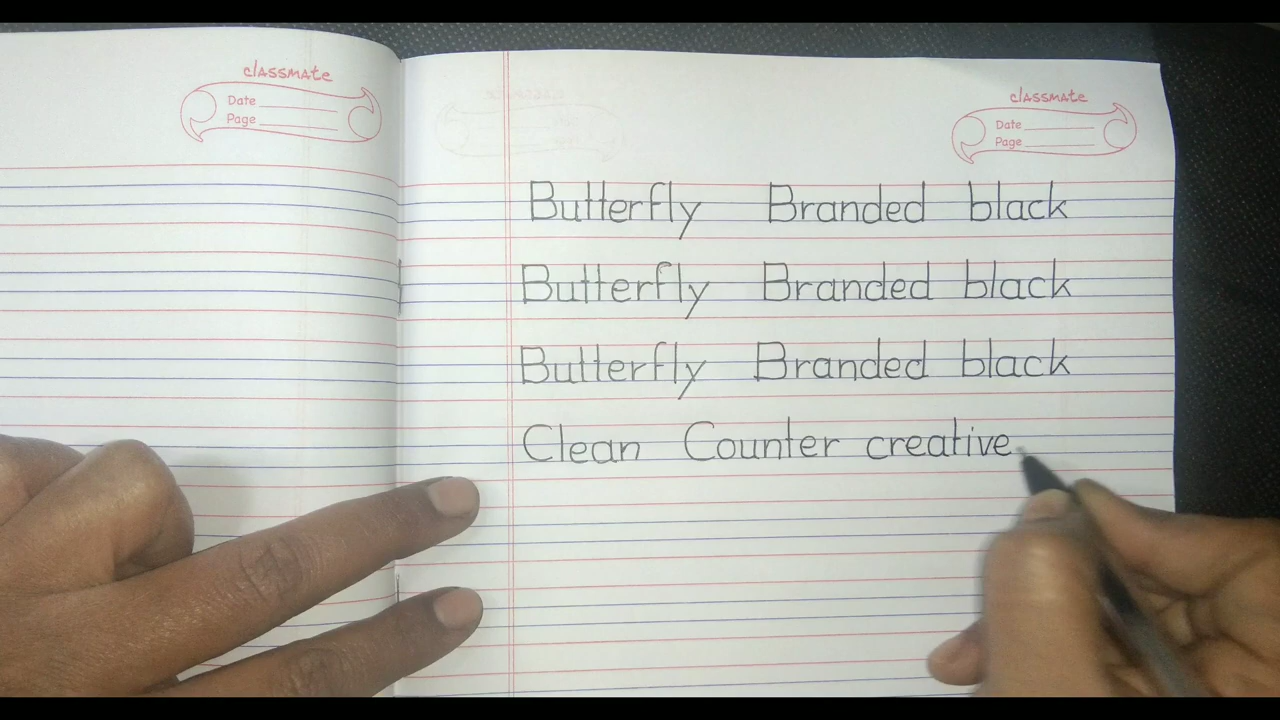 classmate
Date
Page
classmate
Date
Page
Butterfly Branded black
Butterfly Branded black
Butterfly Branded black
Clean Counter creative